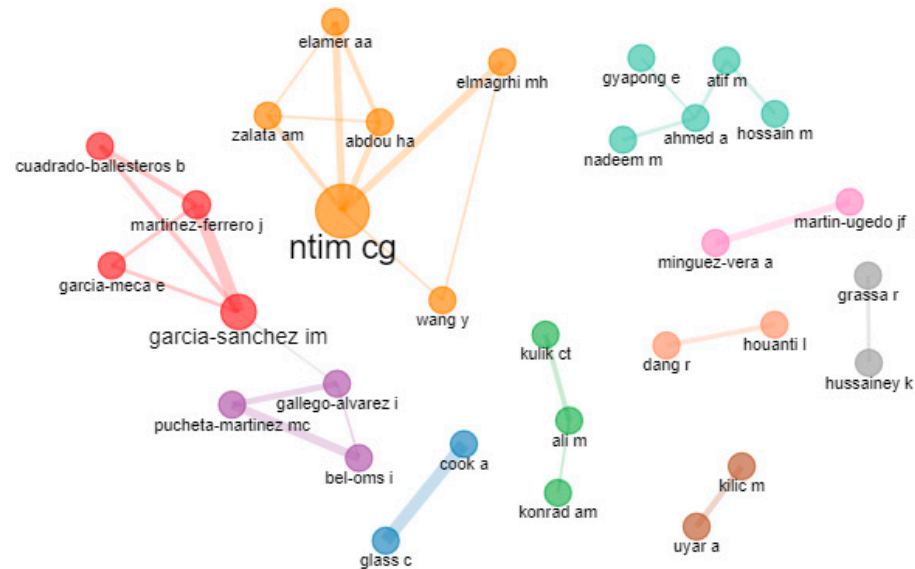 elamer aa
elmagrhi mh
gyapong e
atif m
zalata am
abdou ha
nadeem m
ahmed a
hossain m
cuadrado-ballesteros b
martinez-ferrero j
ntim cg
martin-ugedo jf
garcia-meca e
minguez-vera a
grassa r
garcia-sanchez im
wang y
kulik ct
dang r
houanti l
hussainey k
gallego-alvarez i
pucheta-martinez mc
ali m
bel-oms i
cook a
konrad am
kilic m
glass c
uyar a